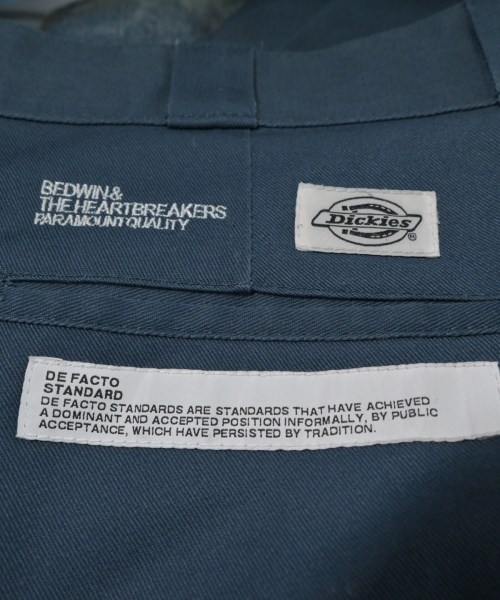 BEDWIN &
THE HEARTBREAKERS
PARAMOUNT QUALITY
Dickies
®
DE FACTO
STANDARD
DE FACTO STANDARDS ARE STANDARDS THAT HAVE ACHIEVED
A DOMINANT AND ACCEPTED POSITION INFORMALLY, BY PUBLIC
ACCEPTANCE, WHICH HAVE PERSISTED BY TRADITION.